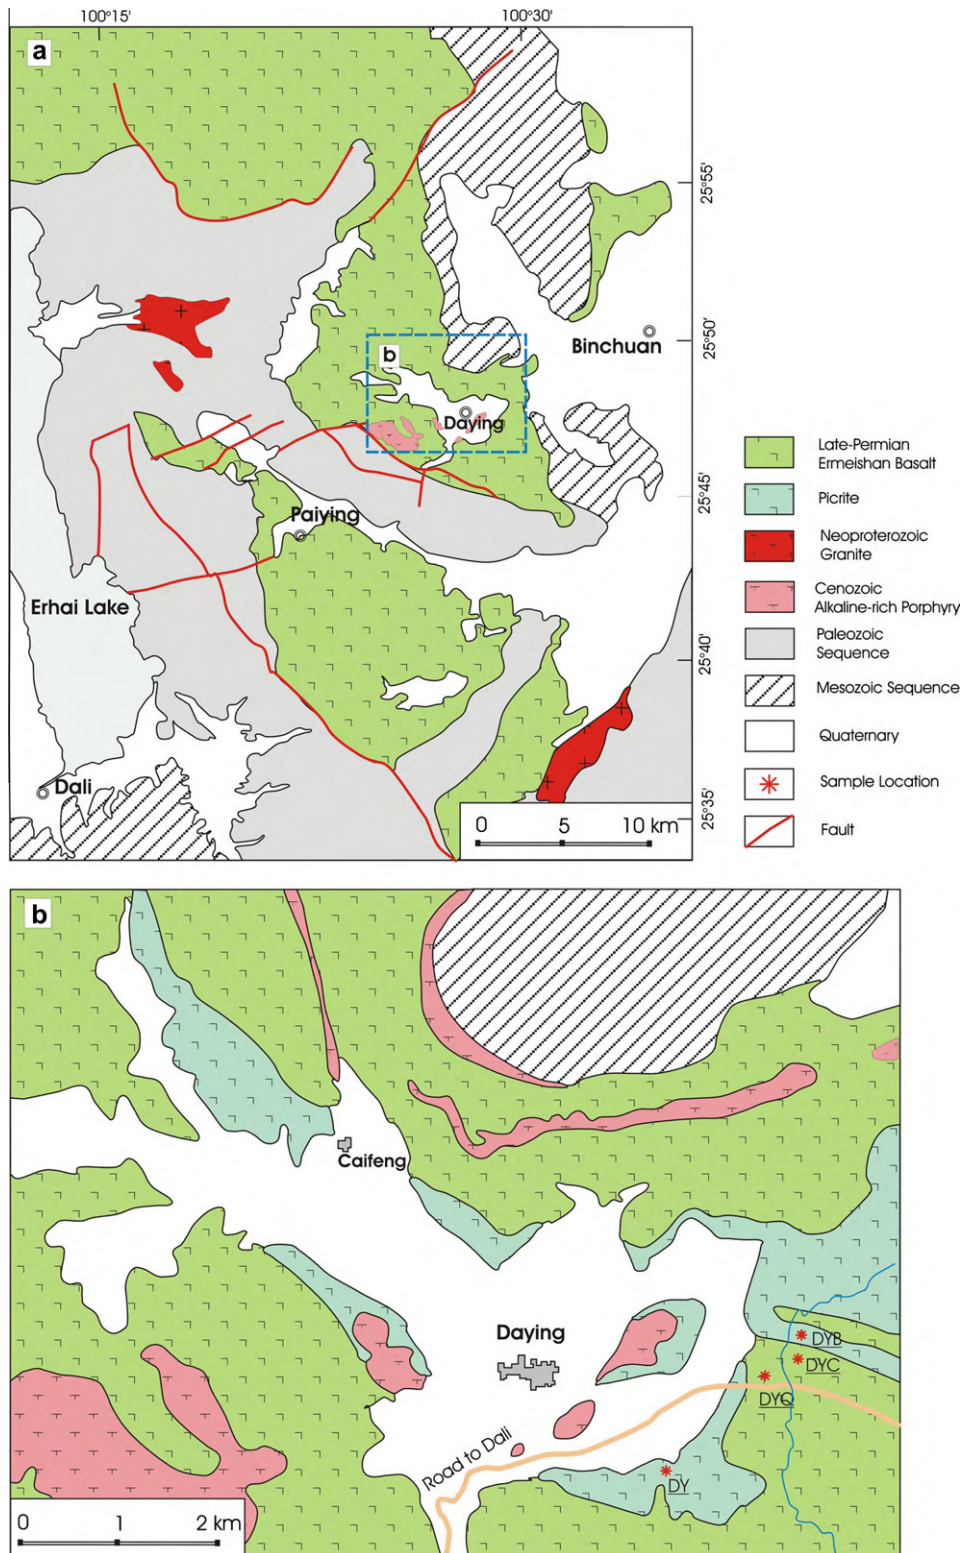 100°15'
100°30'
a
25°55'
25°50'
Binchuan
b
Daying
25°45'
Paiying
Erhai Lake
25°40'
Dali
25°35'
0 5 10 km
Late-Permian
Ermeishan Basalt
Picrite
Neoproterozoic
Granite
Cenozoic
Alkaline-rich Porphyry
Paleozoic
Sequence
Mesozoic Sequence
Quaternary
Sample Location
Fault
b
Caifeng
Daying
DYB
DYC
DYQ
Road to Dali
DY
0 1 2 km